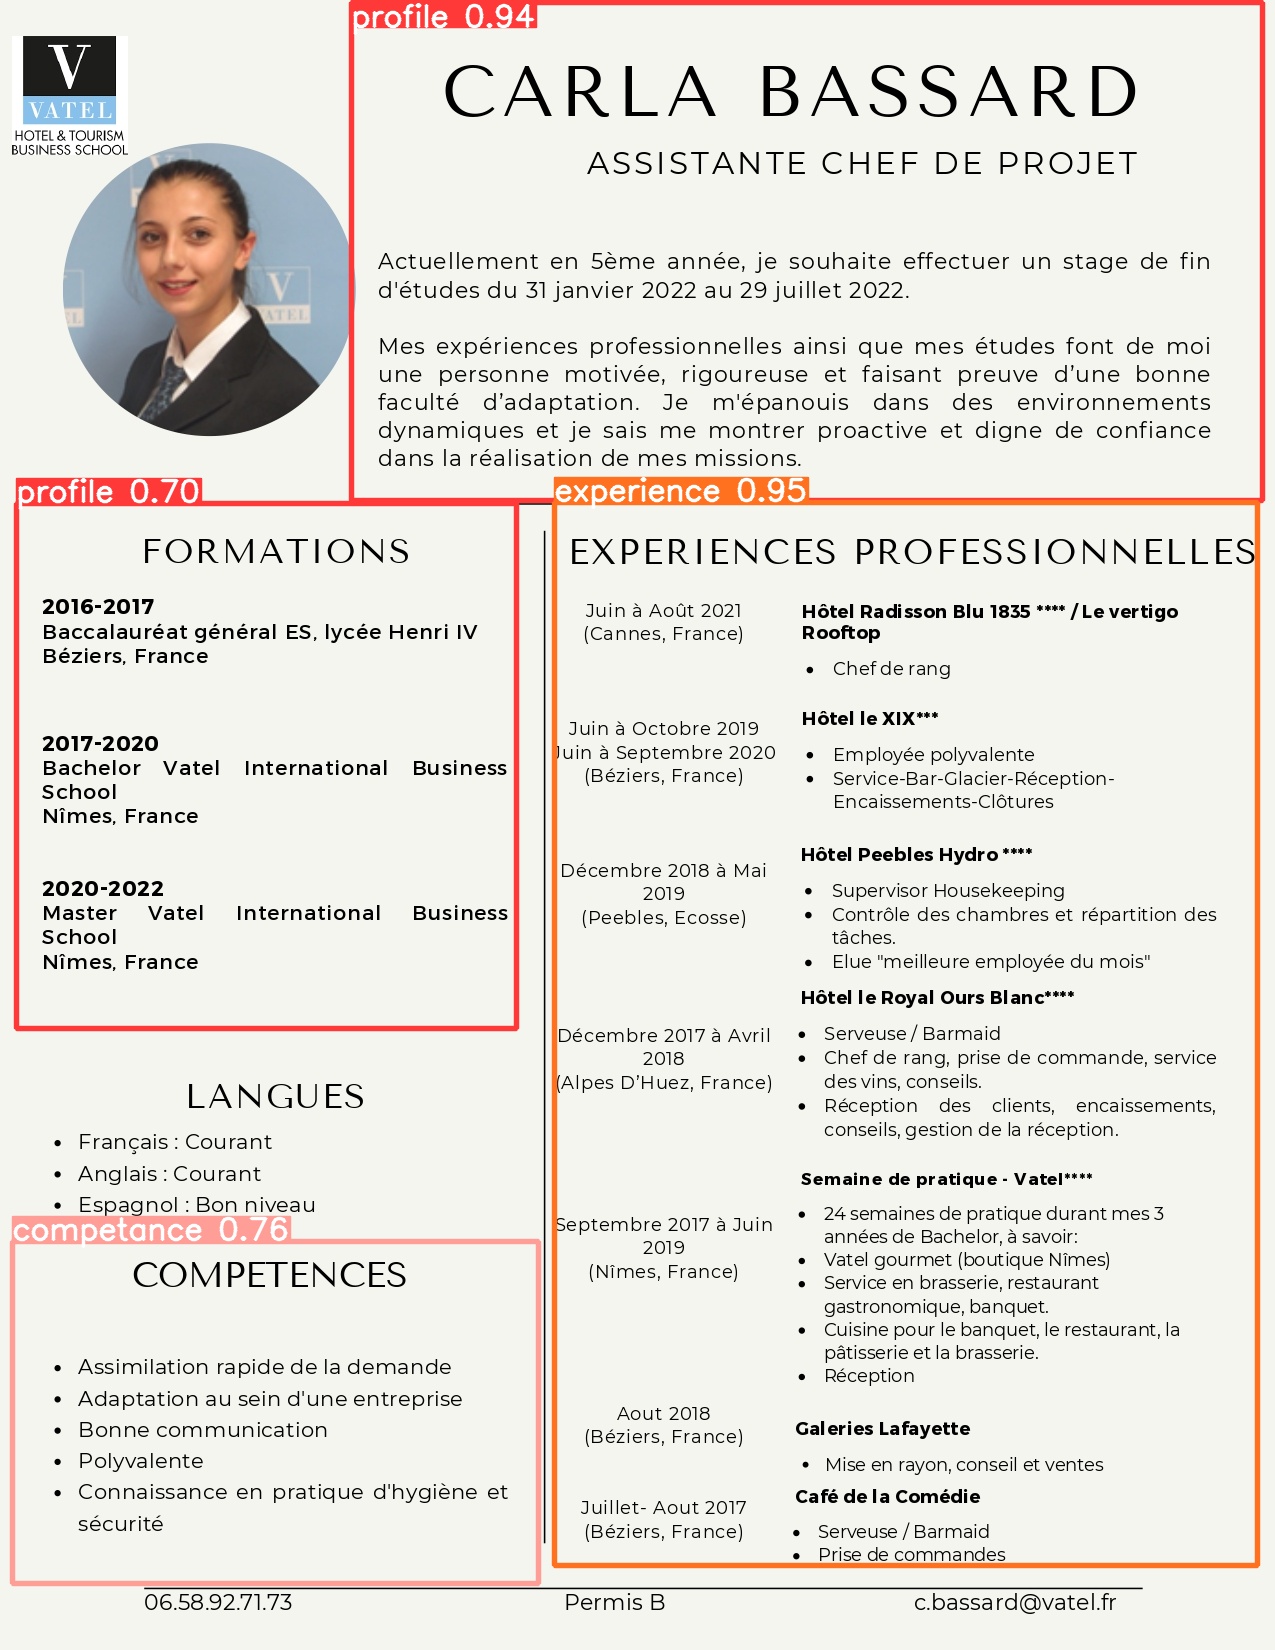 profile 0.94
V
VATEL
HOTEL & TOURISM
BUSINESS SCHOOL
CARLA BASSARD
ASSISTANTE CHEF DE PROJET
V
VATEL
Actuellement en 5ème année, je souhaite effectuer un stage de fin
d'études du 31 janvier 2022 au 29 juillet 2022.
Mes expériences professionnelles ainsi que mes études font de moi
une personne motivée, rigoureuse et faisant preuve d’une bonne
faculté d’adaptation. Je m'épanouis dans des environnements
dynamiques et je sais me montrer proactive et digne de confiance
dans la réalisation de mes missions.
profile 0.70
FORMATIONS
2016-2017
Baccalauréat général ES, lycée Henri IV
Béziers, France
2017-2020
Bachelor Vatel International Business
School
Nîmes, France
2020-2022
Master Vatel International Business
School
Nîmes, France
LANGUES
• Français : Courant
• Anglais : Courant
• Espagnol : Bon niveau
competance 0.76
COMPETENCES
• Assimilation rapide de la demande
• Adaptation au sein d'une entreprise
• Bonne communication
• Polyvalente
• Connaissance en pratique d'hygiène et
sécurité
experience 0.95
EXPERIENCES PROFESSIONNELLES
Juin à Août 2021
(Cannes, France)
Hôtel Radisson Blu 1835 **** / Le vertigo
Rooftop
• Chef de rang
Juin à Octobre 2019
Juin à Septembre 2020
(Béziers, France)
Hôtel le XIX***
• Employée polyvalente
• Service-Bar-Glacier-Réception-
Encaissements-Clôtures
Décembre 2018 à Mai
2019
(Peebles, Ecosse)
Hôtel Peebles Hydro ****
• Supervisor Housekeeping
• Contrôle des chambres et répartition des
tâches.
• Elue "meilleure employée du mois"
Décembre 2017 à Avril
2018
(Alpes D’Huez, France)
Hôtel le Royal Ours Blanc****
• Serveuse / Barmaid
• Chef de rang, prise de commande, service
des vins, conseils.
• Réception des clients, encaissements,
conseils, gestion de la réception.
Septembre 2017 à Juin
2019
(Nîmes, France)
Semaine de pratique - Vatel****
• 24 semaines de pratique durant mes 3
années de Bachelor, à savoir:
• Vatel gourmet (boutique Nîmes)
• Service en brasserie, restaurant
gastronomique, banquet.
• Cuisine pour le banquet, le restaurant, la
pâtisserie et la brasserie.
• Réception
Aout 2018
(Béziers, France)
Galeries Lafayette
• Mise en rayon, conseil et ventes
Juillet- Aout 2017
(Béziers, France)
Café de la Comédie
• Serveuse / Barmaid
• Prise de commandes
06.58.92.71.73
Permis B
c.bassard@vatel.fr